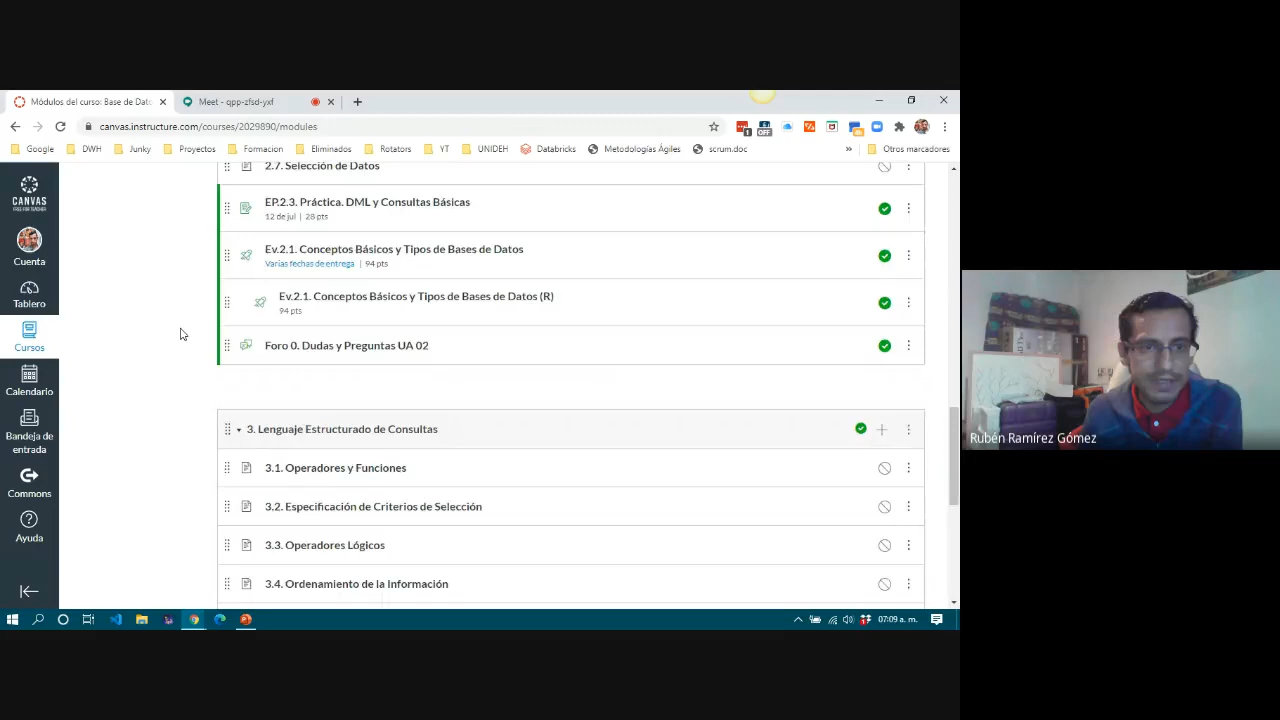 Módulos del curso: Base de Dato
Meet - qpp-zfsd-yxf
canvas.instructure.com/courses/2029890/modules
OFF
Google
DWH
Junky
Proyectos
Formacion
Eliminados
Rotators
YT
UNIDEH
Databricks
Metodologías Ágiles
scrum.doc
»
Otros marcadores
CANVAS
FREE FOR TEACHER
Cuenta
Tablero
Cursos
Calendario
Bandeja de
entrada
Commons
Ayuda
2.7. Selección de Datos
EP.2.3. Práctica. DML y Consultas Básicas
12 de jul | 28 pts
Ev.2.1. Conceptos Básicos y Tipos de Bases de Datos
Varias fechas de entrega | 94 pts
Ev.2.1. Conceptos Básicos y Tipos de Bases de Datos (R)
94 pts
Foro 0. Dudas y Preguntas UA 02
3. Lenguaje Estructurado de Consultas
3.1. Operadores y Funciones
3.2. Especificación de Criterios de Selección
3.3. Operadores Lógicos
3.4. Ordenamiento de la Información
07:09 a. m.
Rubén Ramírez Gómez